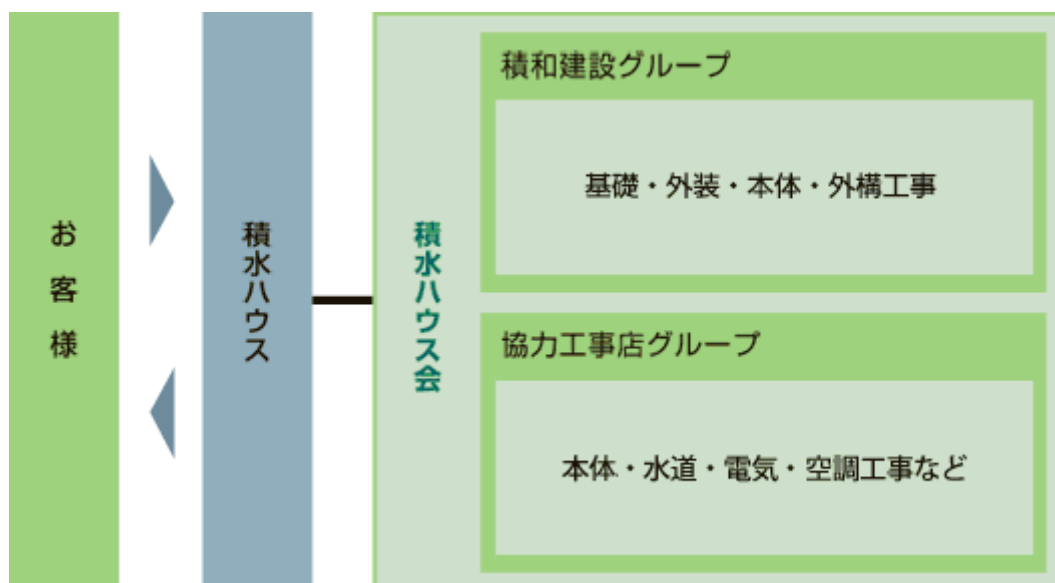 お客様
積水ハウス
積水ハウス会
積和建設グループ
基礎・外装・本体・外構工事
協力工事店グループ
本体・水道・電気・空調工事など